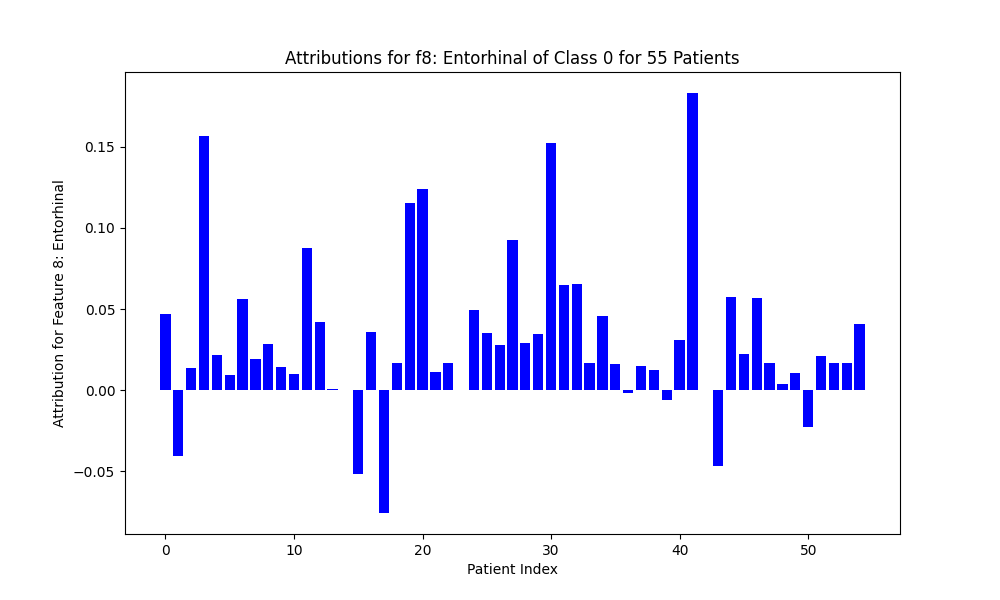 Attributions for f8: Entorhinal of Class 0 for 55 Patients
Attribution for Feature 8: Entorhinal
0.15
0.10
0.05
0.00
−0.05
0 10 20 30 40 50
Patient Index